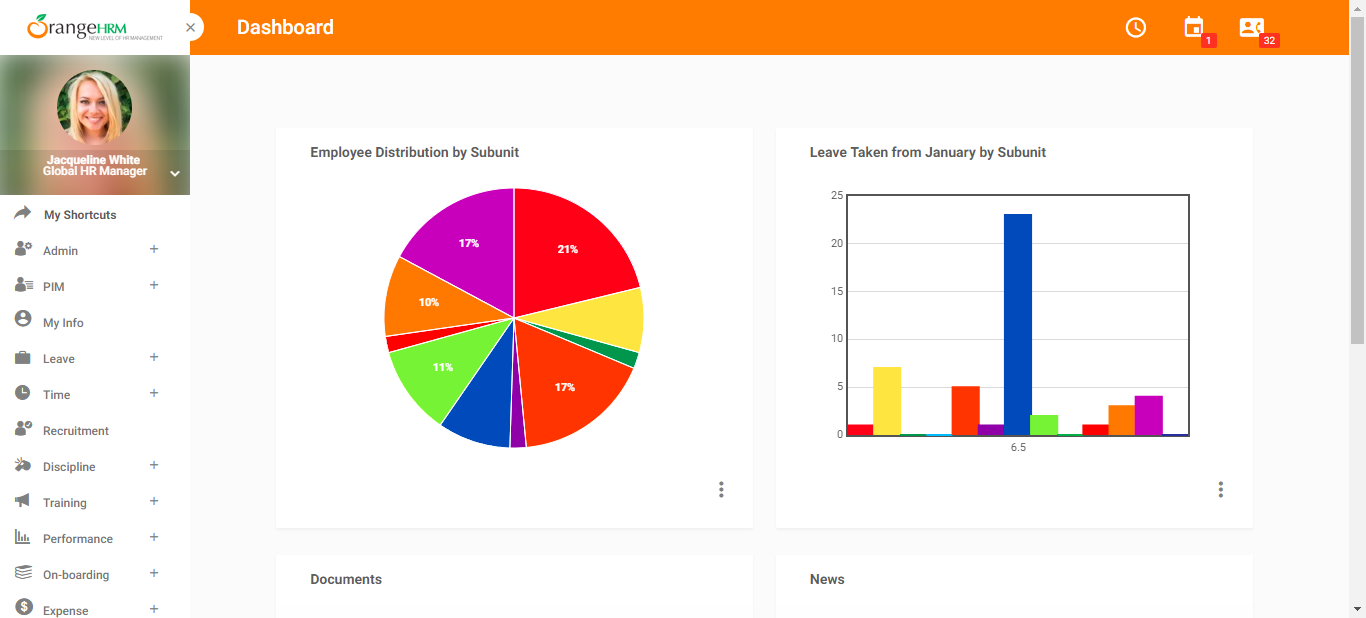 OrangeHRM
NEW LEVEL OF HR MANAGEMENT
Dashboard
1
32
Jacqueline White
Global HR Manager
My Shortcuts
Admin
PIM
My Info
Leave
Time
Recruitment
Discipline
Training
Performance
On-boarding
Expense
Employee Distribution by Subunit
17%
21%
10%
11%
17%
Leave Taken from January by Subunit
25
20
15
10
5
0
6.5
Documents
News